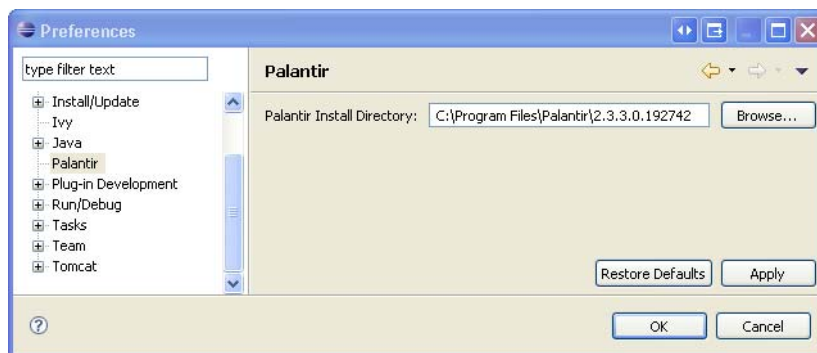 Preferences
type filter text
Install/Update
Ivy
Java
Palantir
Plug-in Development
Run/Debug
Tasks
Team
Tomcat
Palantir
Palantir Install Directory: C:\Program Files\Palantir\2.3.3.0.192742 Browse...
Restore Defaults Apply
OK Cancel